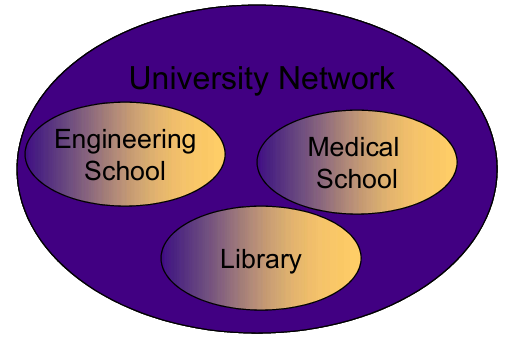 University Network
Engineering
School
Medical
School
Library